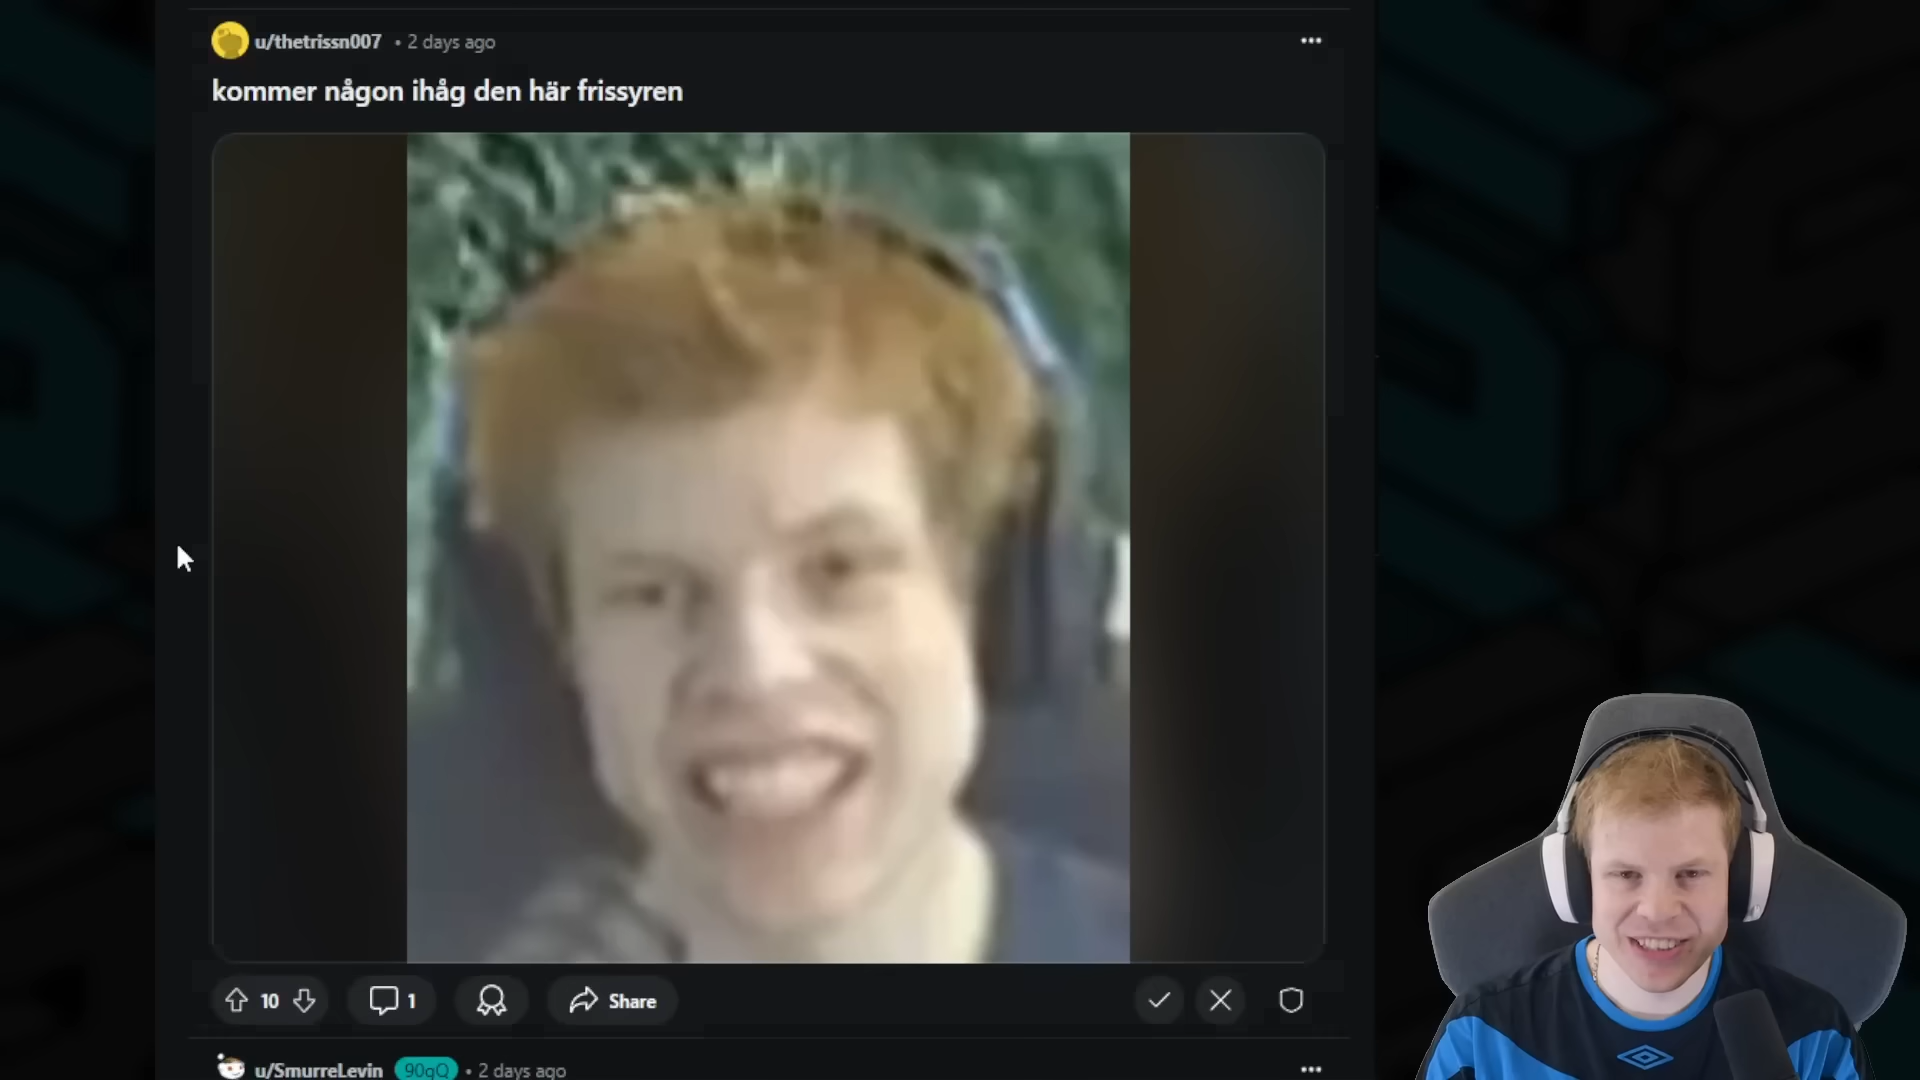 u/thetrissn007 • 2 days ago
kommer någon ihåg den här frissyren
10
1
Share
u/SmurreLevin 90gQ • 2 days ago